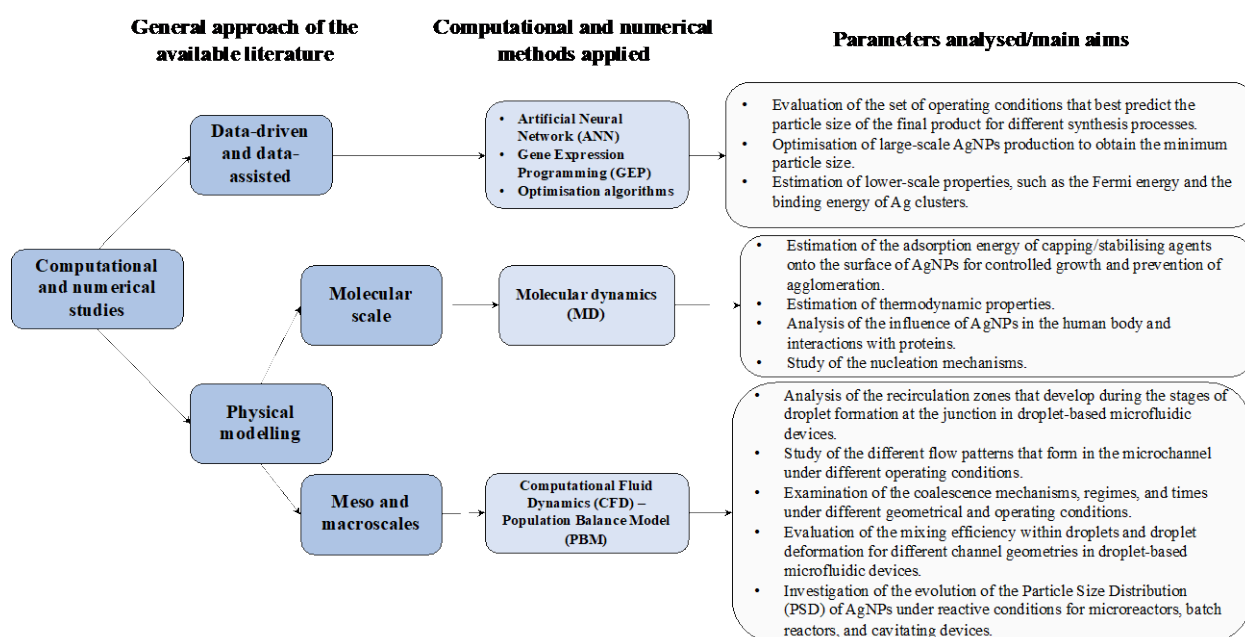 General approach of the
available literature
Computational and numerical
methods applied
Parameters analysed/main aims
Computational
and numerical
studies
Data-driven
and data-
assisted
• Artificial Neural
Network (ANN)
• Gene Expression
Programming (GEP)
• Optimisation algorithms
• Evaluation of the set of operating conditions that best predict the
particle size of the final product for different synthesis processes.
• Optimisation of large-scale AgNPs production to obtain the minimum
particle size.
• Estimation of lower-scale properties, such as the Fermi energy and the
binding energy of Ag clusters.
Physical
modelling
Molecular
scale
Molecular dynamics
(MD)
• Estimation of the adsorption energy of capping/stabilising agents
onto the surface of AgNPs for controlled growth and prevention of
agglomeration.
• Estimation of thermodynamic properties.
• Analysis of the influence of AgNPs in the human body and
interactions with proteins.
• Study of the nucleation mechanisms.
Meso and
macroscales
Computational Fluid
Dynamics (CFD) –
Population Balance Model
(PBM)
• Analysis of the recirculation zones that develop during the stages of
droplet formation at the junction in droplet-based microfluidic
devices.
• Study of the different flow patterns that form in the microchannel
under different operating conditions.
• Examination of the coalescence mechanisms, regimes, and times
under different geometrical and operating conditions.
• Evaluation of the mixing efficiency within droplets and droplet
deformation for different channel geometries in droplet-based
microfluidic devices.
• Investigation of the evolution of the Particle Size Distribution
(PSD) of AgNPs under reactive conditions for microreactors, batch
reactors, and cavitating devices.